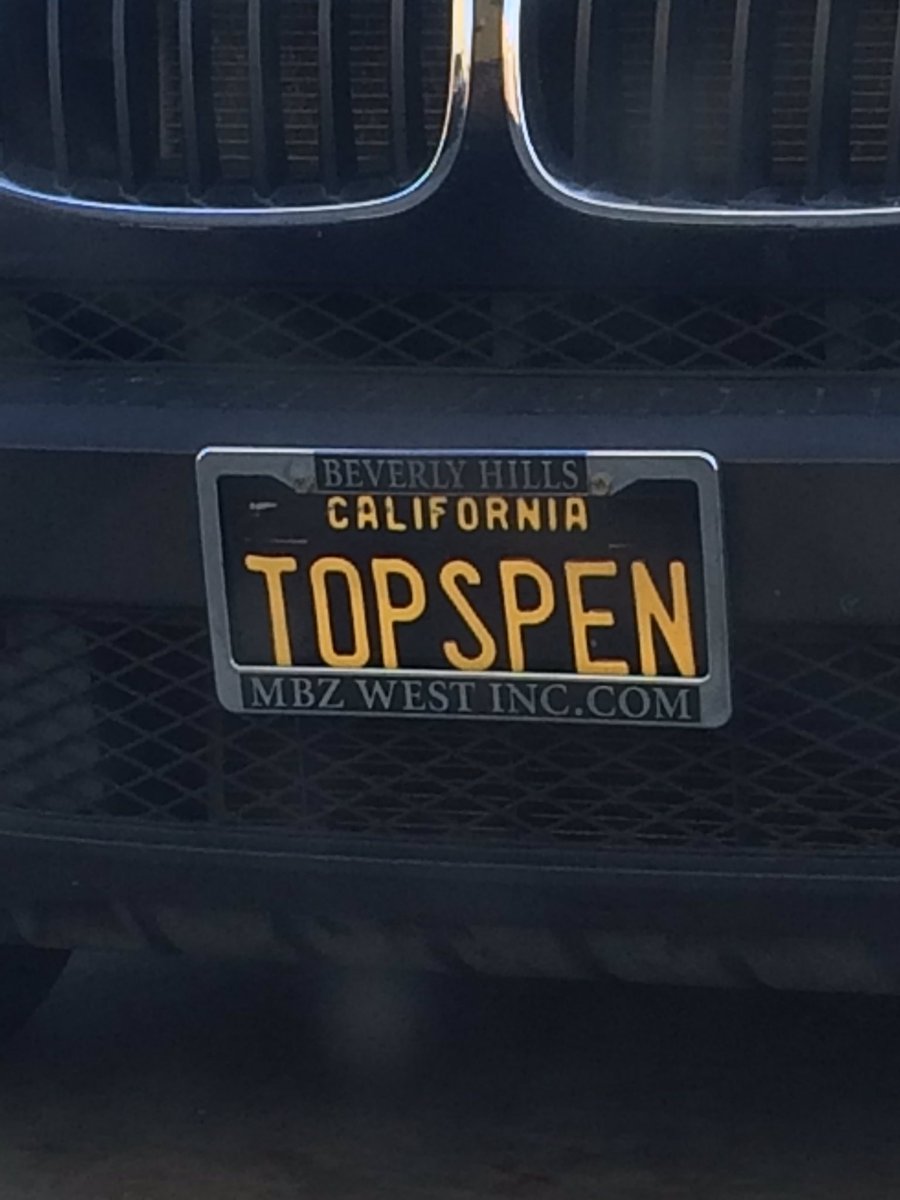 BEVERLY HILLS
CALIFORNIA
TOPSPEN
MBZ WEST INC.COM